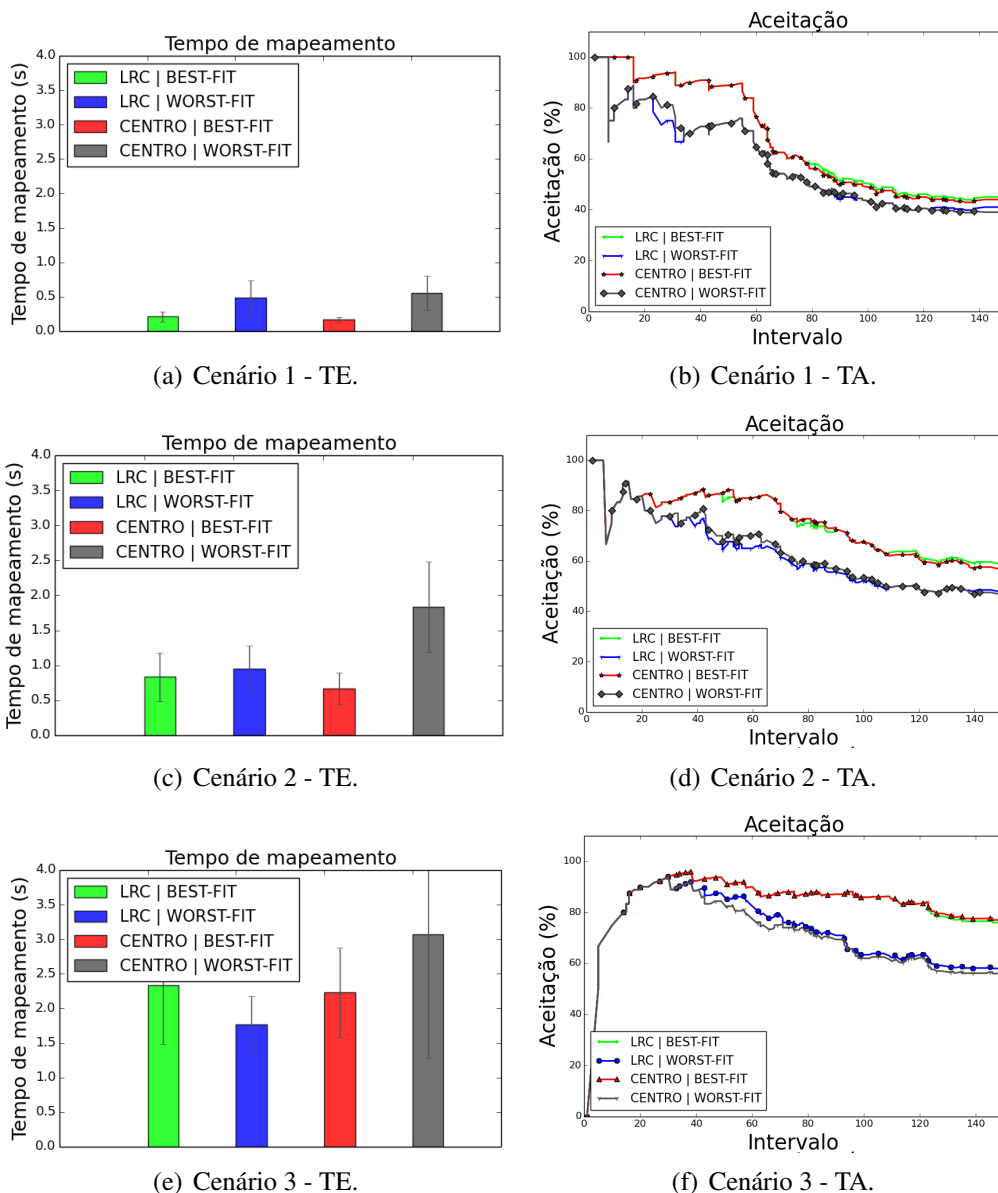 Tempo de mapeamento
Tempo de mapeamento (s)
4.0
3.5
3.0
2.5
2.0
1.5
1.0
0.5
0.0
LRC | BEST-FIT
LRC | WORST-FIT
CENTRO | BEST-FIT
CENTRO | WORST-FIT
(a) Cenário 1 - TE.
Aceitação
Aceitação (%)
100
80
60
40
20
0
LRC | BEST-FIT
LRC | WORST-FIT
CENTRO | BEST-FIT
CENTRO | WORST-FIT
0 20 40 60 80 100 120 140
Intervalo
(b) Cenário 1 - TA.
Tempo de mapeamento
Tempo de mapeamento (s)
4.0
3.5
3.0
2.5
2.0
1.5
1.0
0.5
0.0
LRC | BEST-FIT
LRC | WORST-FIT
CENTRO | BEST-FIT
CENTRO | WORST-FIT
(c) Cenário 2 - TE.
Aceitação
Aceitação (%)
100
80
60
40
20
0
LRC | BEST-FIT
LRC | WORST-FIT
CENTRO | BEST-FIT
CENTRO | WORST-FIT
0 20 40 60 80 100 120 140
Intervalo
(d) Cenário 2 - TA.
Tempo de mapeamento
Tempo de mapeamento (s)
4.0
3.5
3.0
2.5
2.0
1.5
1.0
0.5
0.0
LRC | BEST-FIT
LRC | WORST-FIT
CENTRO | BEST-FIT
CENTRO | WORST-FIT
(e) Cenário 3 - TE.
Aceitação
Aceitação (%)
100
80
60
40
20
0
LRC | BEST-FIT
LRC | WORST-FIT
CENTRO | BEST-FIT
CENTRO | WORST-FIT
0 20 40 60 80 100 120 140
Intervalo
(f) Cenário 3 - TA.